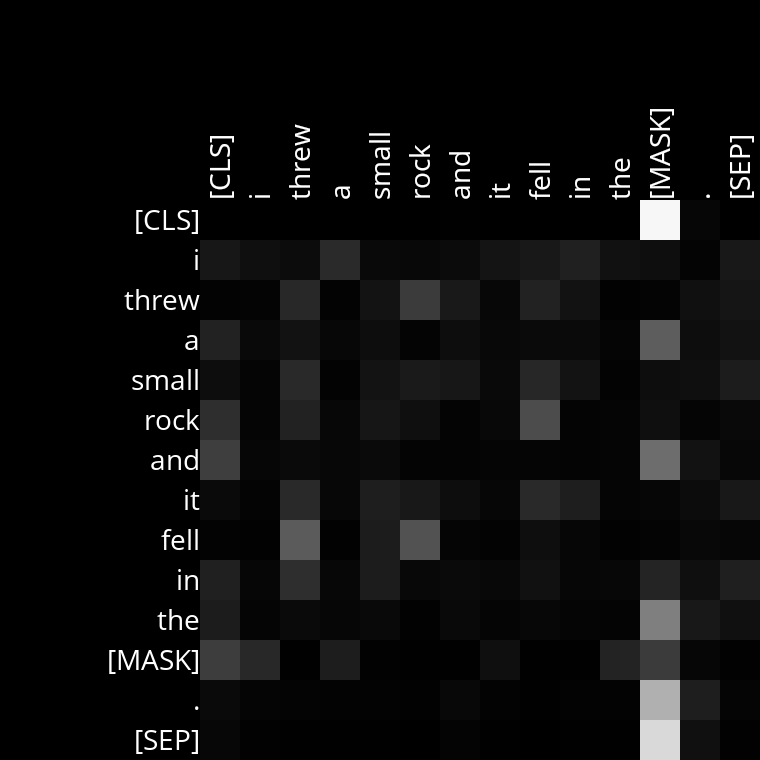 [CLS] i threw a small rock and it fell in the [MASK] . [SEP]
[CLS]
i
threw
a
small
rock
and
it
fell
in
the
[MASK]
.
[SEP]